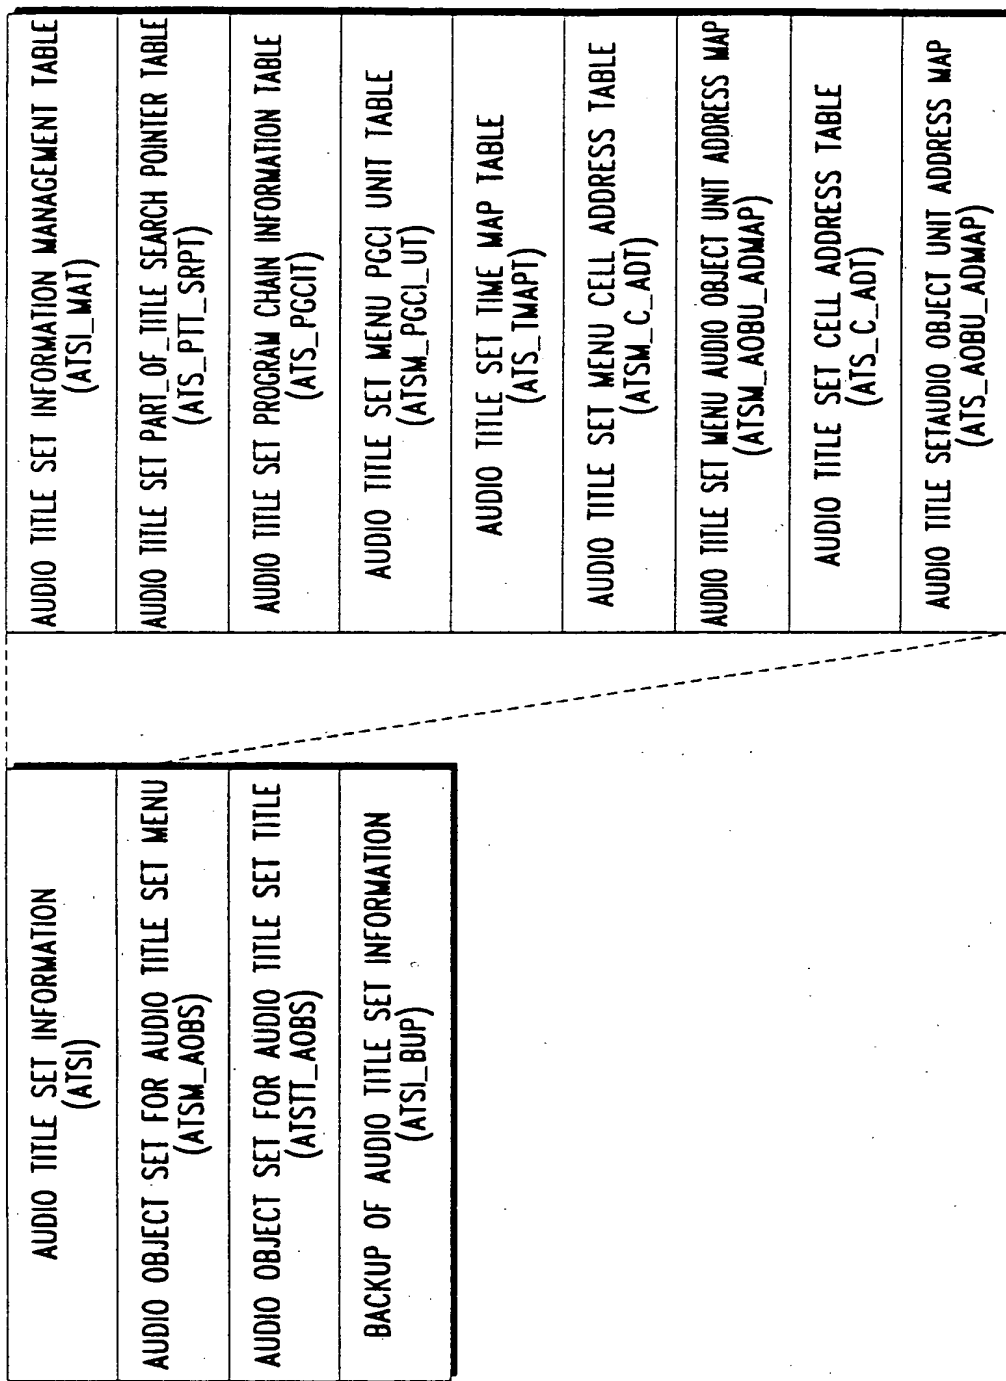 AUDIO TITLE SET INFORMATION
(ATSI)
AUDIO OBJECT SET FOR AUDIO TITLE SET MENU
(ATSM_AOBS)
AUDIO OBJECT SET FOR AUDIO TITLE SET TITLE
(ATSTT_AOBS)
BACKUP OF AUDIO TITLE SET INFORMATION
(ATSI_BUP)
AUDIO TITLE SET INFORMATION MANAGEMENT TABLE
(ATSI_MAT)
AUDIO TITLE SET PART_OF_TITLE SEARCH POINTER TABLE
(ATS_PTT_SRPT)
AUDIO TITLE SET PROGRAM CHAIN INFORMATION TABLE
(ATS_PGCIT)
AUDIO TITLE SET MENU PGCI UNIT TABLE
(ATSM_PGCI_UT)
AUDIO TITLE SET TIME MAP TABLE
(ATS_TMAPT)
AUDIO TITLE SET MENU CELL ADDRESS TABLE
(ATSM_C_ADT)
AUDIO TITLE SET MENU AUDIO OBJECT UNIT ADDRESS MAP
(ATSM_AOBU_ADMAP)
AUDIO TITLE SET CELL ADDRESS TABLE
(ATS_C_ADT)
AUDIO TITLE SETAUDIO OBJECT UNIT ADDRESS MAP
(ATS_AOBU_ADMAP)